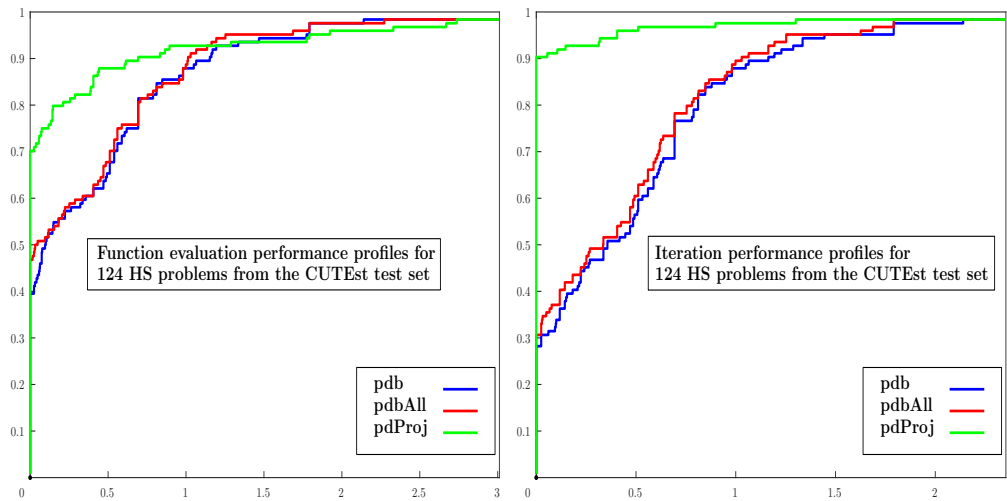 1
0.9
0.8
0.7
0.6
0.5
0.4
0.3
0.2
0.1
0 0.5 1 1.5 2 2.5 3
Function evaluation performance profiles for
124 HS problems from the CUTEst test set
pdb
pdbAll
pdProj
1
0.9
0.8
0.7
0.6
0.5
0.4
0.3
0.2
0.1
0 0.5 1 1.5 2
Iteration performance profiles for
124 HS problems from the CUTEst test set
pdb
pdbAll
pdProj